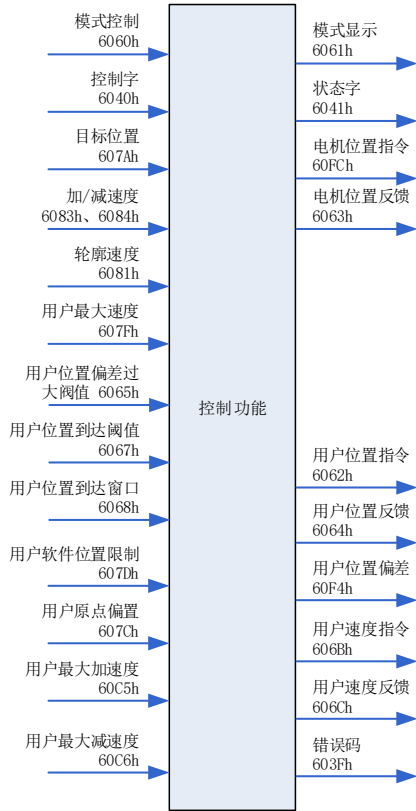 模式控制
6060h
控制字
6040h
目标位置
607Ah
加/减速度
6083h、6084h
轮廓速度
6081h
用户最大速度
607Fh
用户位置偏差过
大阀值 6065h
用户位置到达阈值
6067h
用户位置到达窗口
6068h
用户软件位置限制
607Dh
用户原点偏置
607Ch
用户最大加速度
60C5h
用户最大减速度
60C6h
控制功能
模式显示
6061h
状态字
6041h
电机位置指令
60FCh
电机位置反馈
6063h
用户位置指令
6062h
用户位置反馈
6064h
用户位置偏差
60F4h
用户速度指令
606Bh
用户速度反馈
606Ch
错误码
603Fh